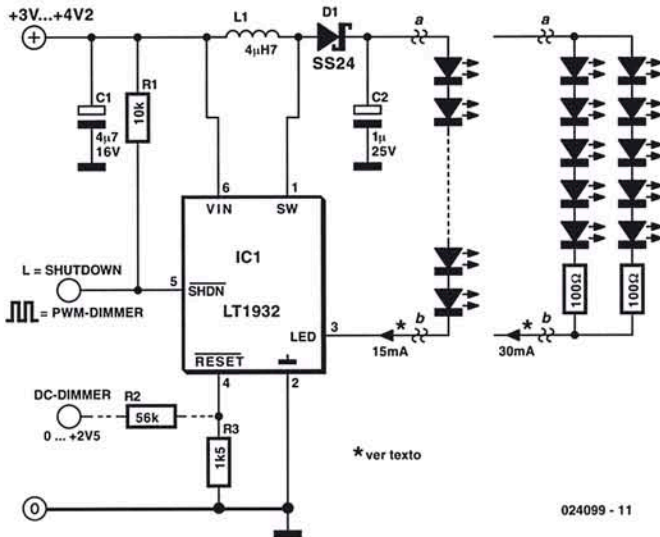 +3V...+4V2
L1
D1
a
a
4µH7
SS24
R1
C1
10k
4µ7
16V
C2
1µ
25V
6
1
VIN
SW
IC1
L = SHUTDOWN
5
SHDN
LT1932
= PWM-DIMMER
LED
3
*
b
15mA
100Ω
100Ω
*
b
30mA
RESET
4
2
DC-DIMMER
R2
56k
0 ... +2V5
R3
1k5
* ver texto
0
024099 - 11